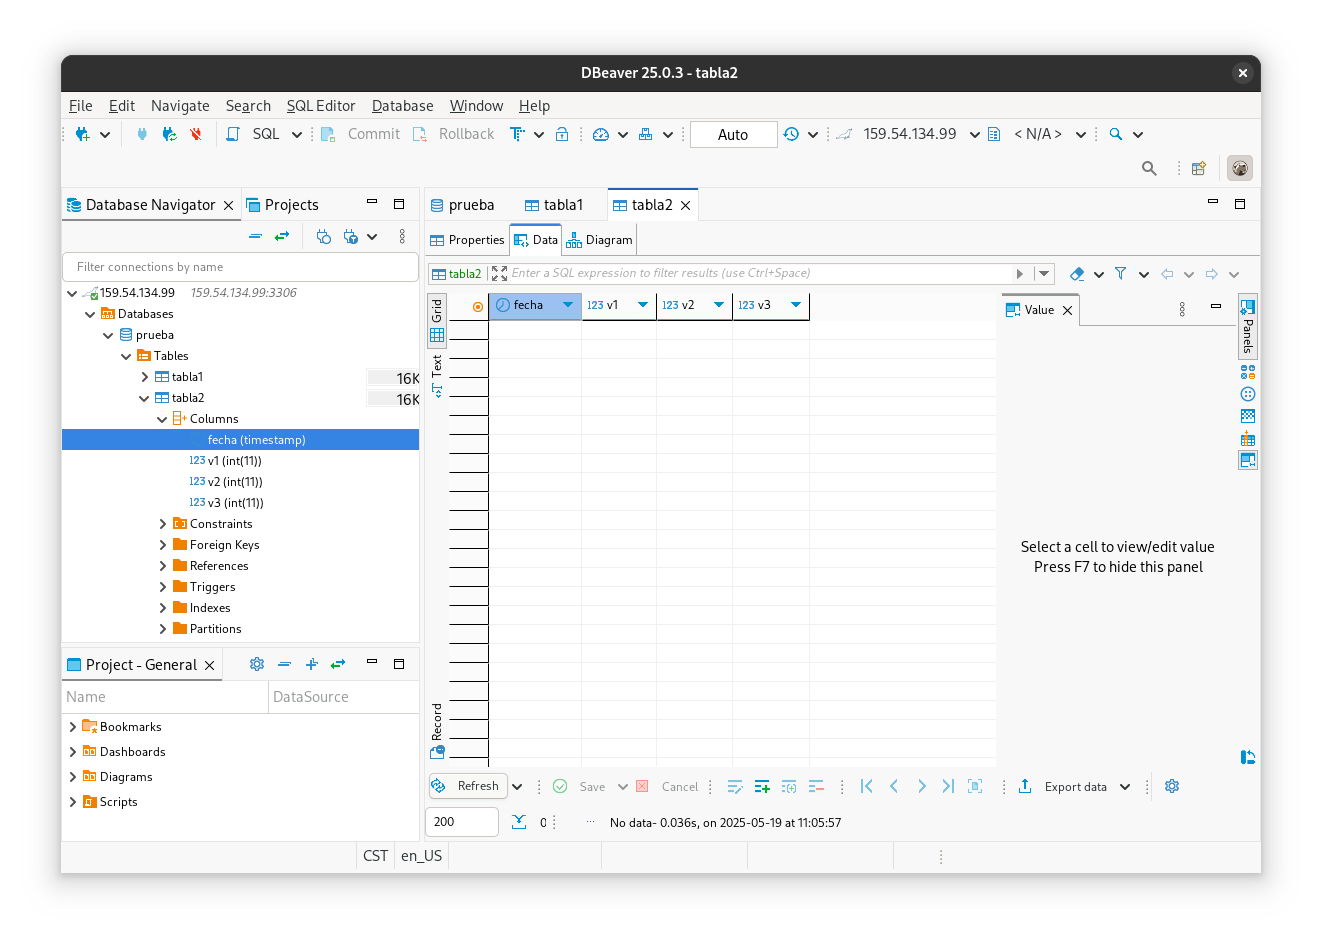 DBeaver 25.0.3 - tabla2
File Edit Navigate Search SQL Editor Database Window Help
SQL Commit Rollback Auto 159.54.134.99 < N/A >
Database Navigator Projects
Filter connections by name
159.54.134.99 159.54.134.99:3306
Databases
prueba
Tables
tabla1 16K
tabla2 16K
Columns
fecha (timestamp)
123 v1 (int(11))
123 v2 (int(11))
123 v3 (int(11))
Constraints
Foreign Keys
References
Triggers
Indexes
Partitions
Project - General
Name DataSource
Bookmarks
Dashboards
Diagrams
Scripts
prueba tabla1 tabla2
Properties Data Diagram
tabla2 Enter a SQL expression to filter results (use Ctrl+Space)
Grid
Text
Record
fecha 123 v1 123 v2 123 v3
Value
Panels
Select a cell to view/edit value
Press F7 to hide this panel
Refresh Save Cancel Export data
200 0 ... No data- 0.036s, on 2025-05-19 at 11:05:57
CST en_US